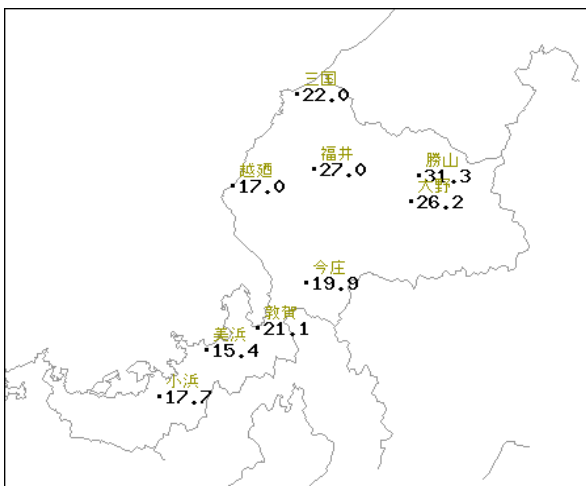 三国
22.0
福井
27.0
勝山
31.3
越廼
17.0
大野
26.2
今庄
19.9
敦賀
21.1
美浜
15.4
小浜
17.7